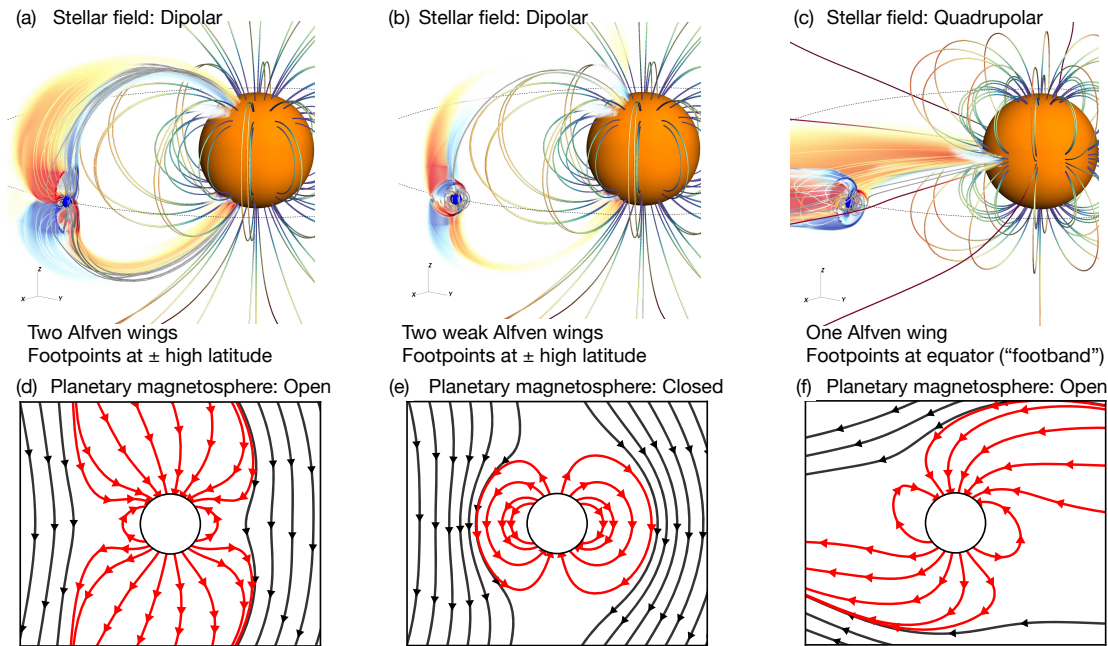 (a) Stellar field: Dipolar
(b) Stellar field: Dipolar
(c) Stellar field: Quadrupolar
z
X
Y
z
X
Y
z
X
Y
Two Alfven wings
Footpoints at ± high latitude
Two weak Alfven wings
Footpoints at ± high latitude
One Alfven wing
Footpoints at equator (“footband”)
(d) Planetary magnetosphere: Open
(e) Planetary magnetosphere: Closed
(f) Planetary magnetosphere: Open